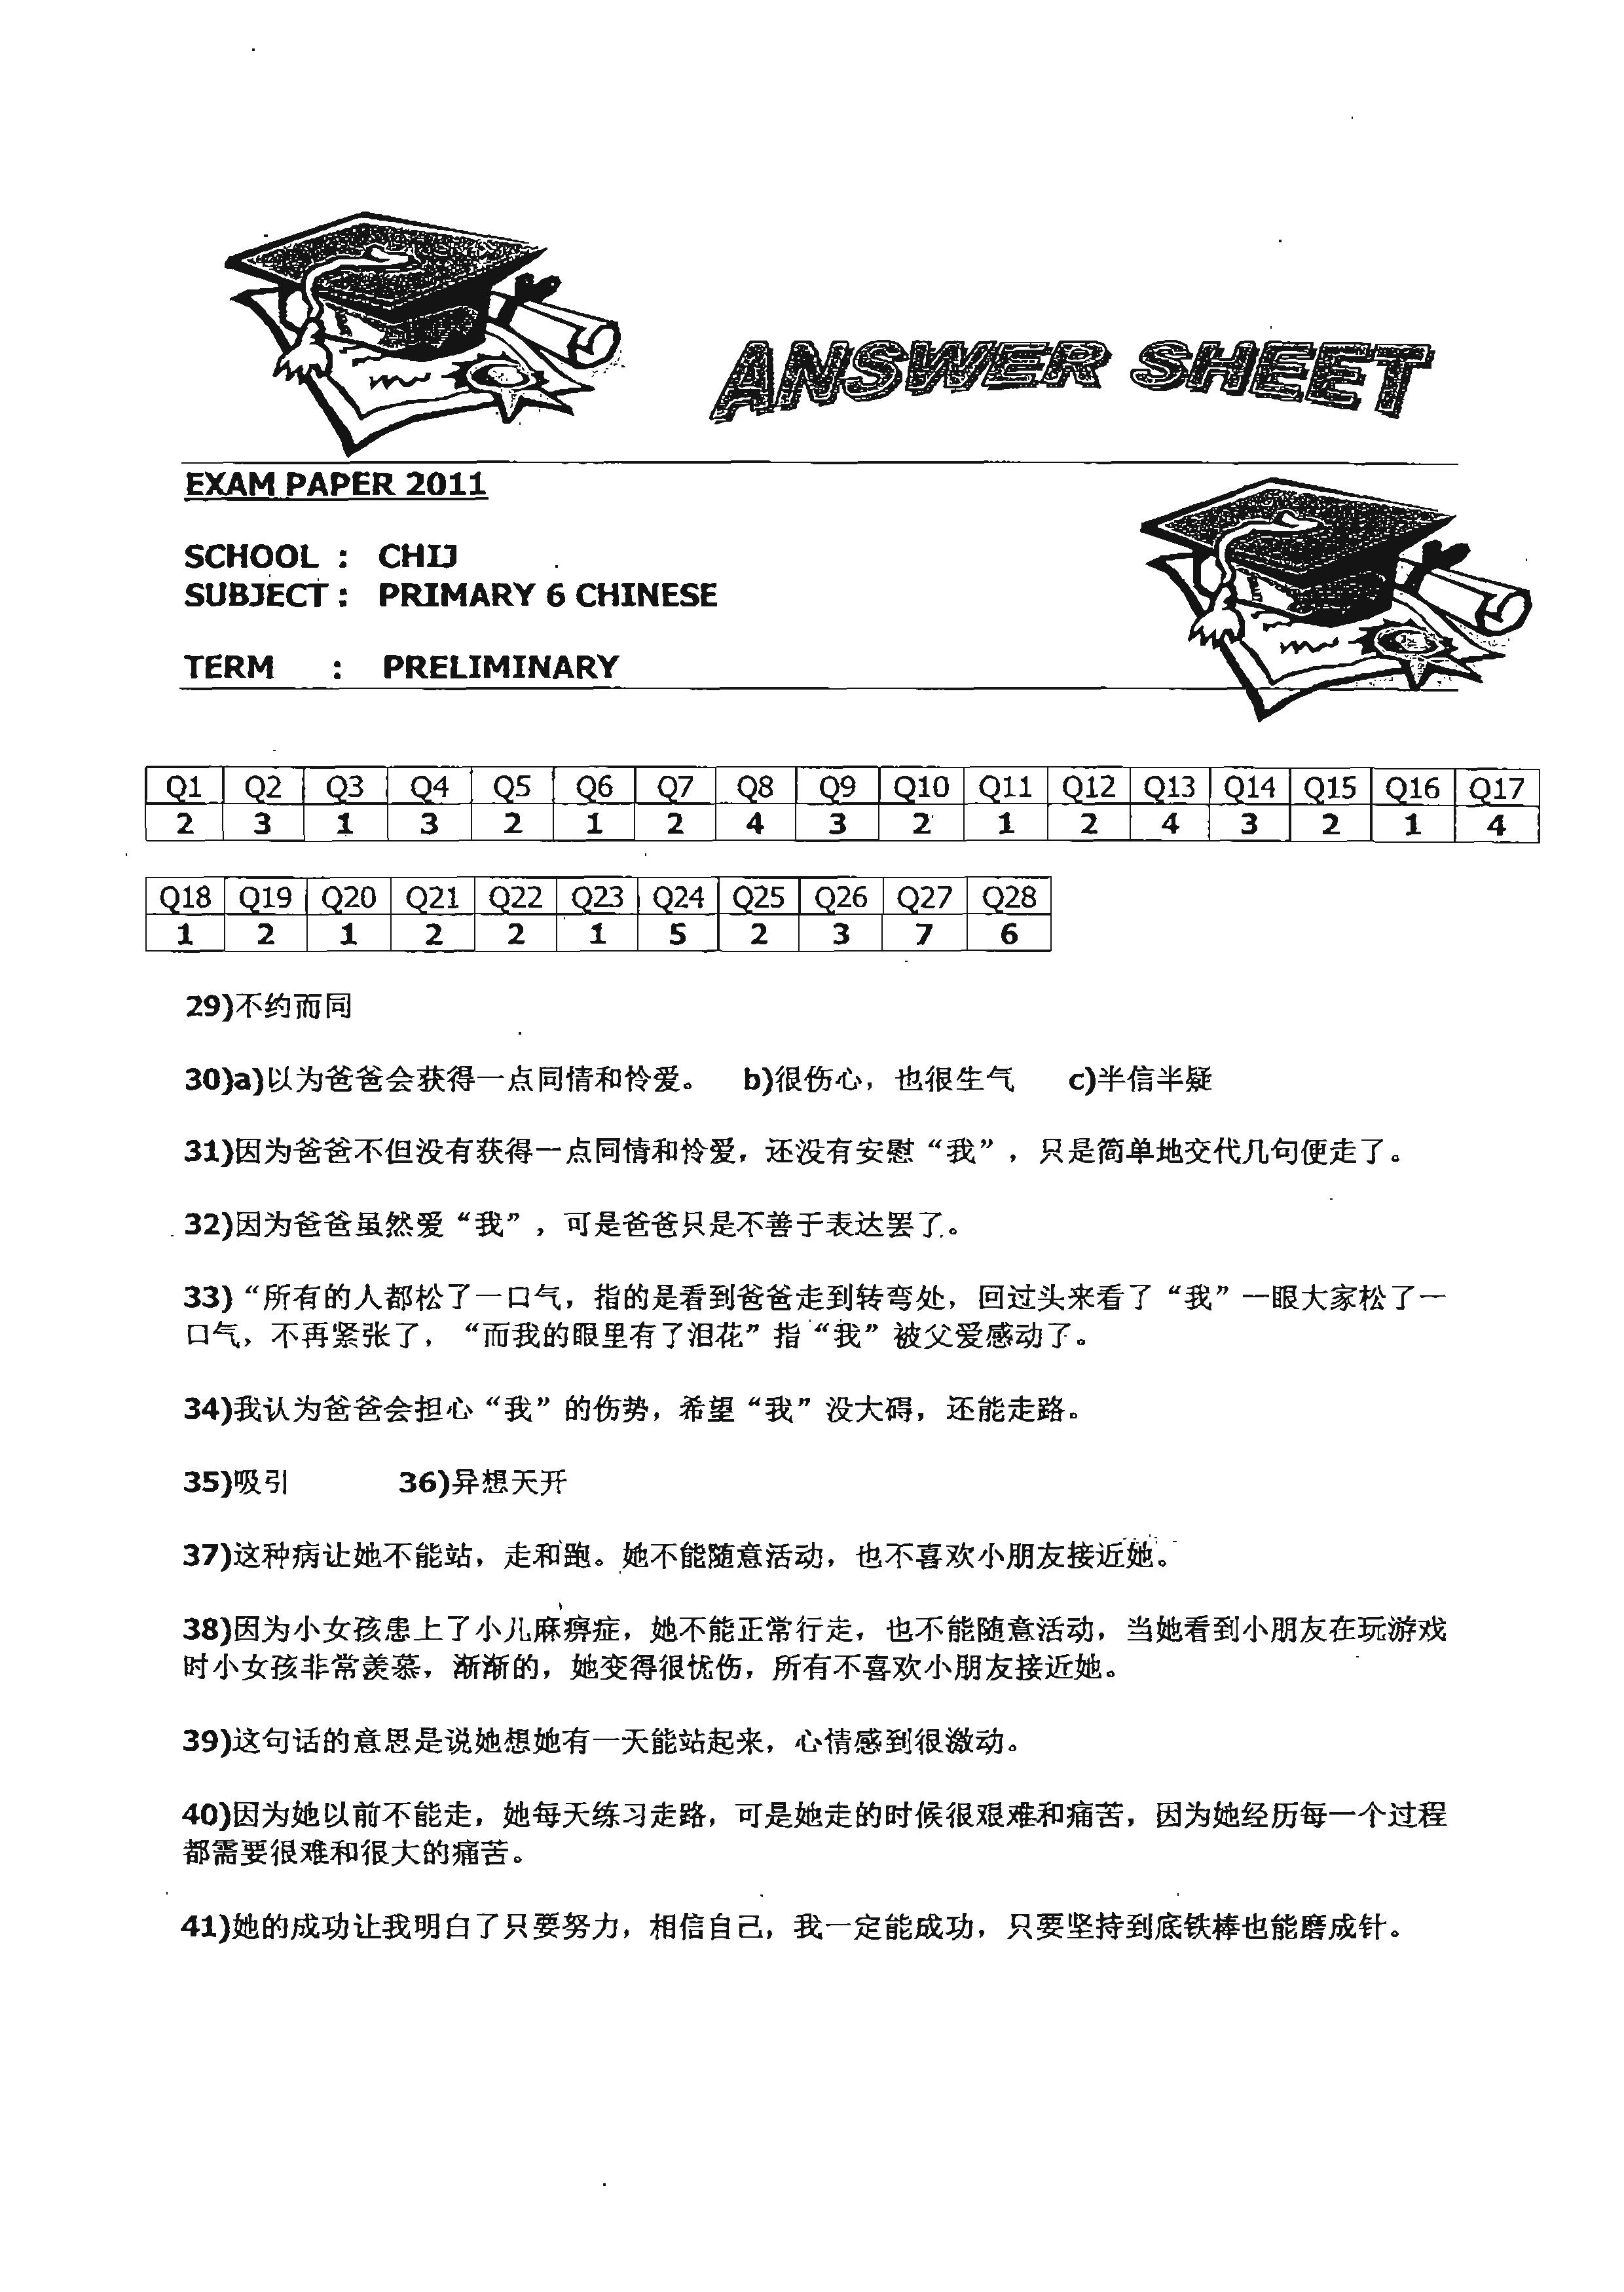 ANSWER SHEET
EXAM PAPER 2011
SCHOOL : CHIJ
SUBJECT : PRIMARY 6 CHINESE
TERM : PRELIMINARY
Q1 Q2 Q3 Q4 Q5 Q6 Q7 Q8 Q9 Q10 Q11 Q12 Q13 Q14 Q15 Q16 Q17
2 3 1 3 2 1 2 4 3 2 1 2 4 3 2 1 4
Q18 Q19 Q20 Q21 Q22 Q23 Q24 Q25 Q26 Q27 Q28
1 2 1 2 2 1 5 2 3 7 6
29)不约而同
30)a)以为爸爸会获得一点同情和怜爱。 b)很伤心，也很生气 c)半信半疑
31)因为爸爸不但没有获得一点同情和怜爱，还没有安慰“我”，只是简单地交代几句便走了。
32)因为爸爸虽然爱“我”，可是爸爸只是不善于表达罢了。
33)“所有的人都松了一口气，指的是看到爸爸走到转弯处，回过头来看了“我”一眼大家松了一
口气，不再紧张了，“而我的眼里有了泪花”指“我”被父爱感动了。
34)我认为爸爸会担心“我”的伤势，希望“我”没大碍，还能走路。
35)吸引 36)异想天开
37)这种病让她不能站，走和跑。她不能随意活动，也不喜欢小朋友接近她。
38)因为小女孩患上了小儿麻痹症，她不能正常行走，也不能随意活动，当她看到小朋友在玩游戏
时小女孩非常羡慕，渐渐的，她变得很忧伤，所有不喜欢小朋友接近她。
39)这句话的意思是说她想她有一天能站起来，心情感到很激动。
40)因为她以前不能走，她每天练习走路，可是她走的时候很艰难和痛苦，因为她经历每一个过程
都需要很难和很大的痛苦。
41)她的成功让我明白了只要努力，相信自己，我一定能成功，只要坚持到底铁棒也能磨成针。